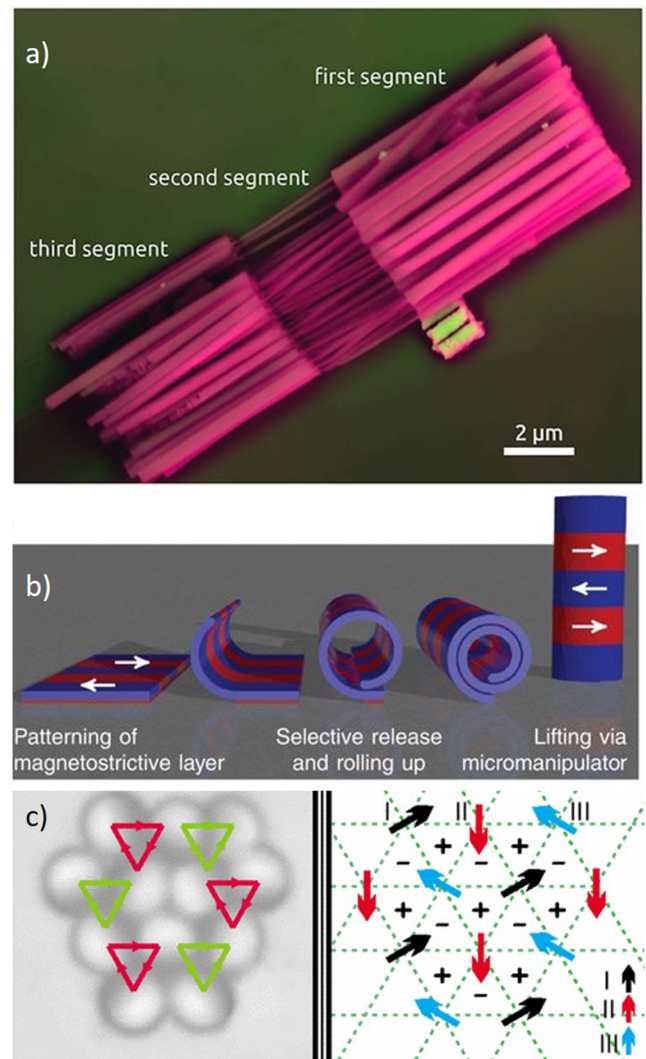 a)
first segment
second segment
third segment
2 µm
b)
Patterning of
magnetostrictive layer
Selective release
and rolling up
Lifting via
micromanipulator
c)
I
II
III
+
+
-
-
-
+
+
+
-
-
+
+
-
I
II
III